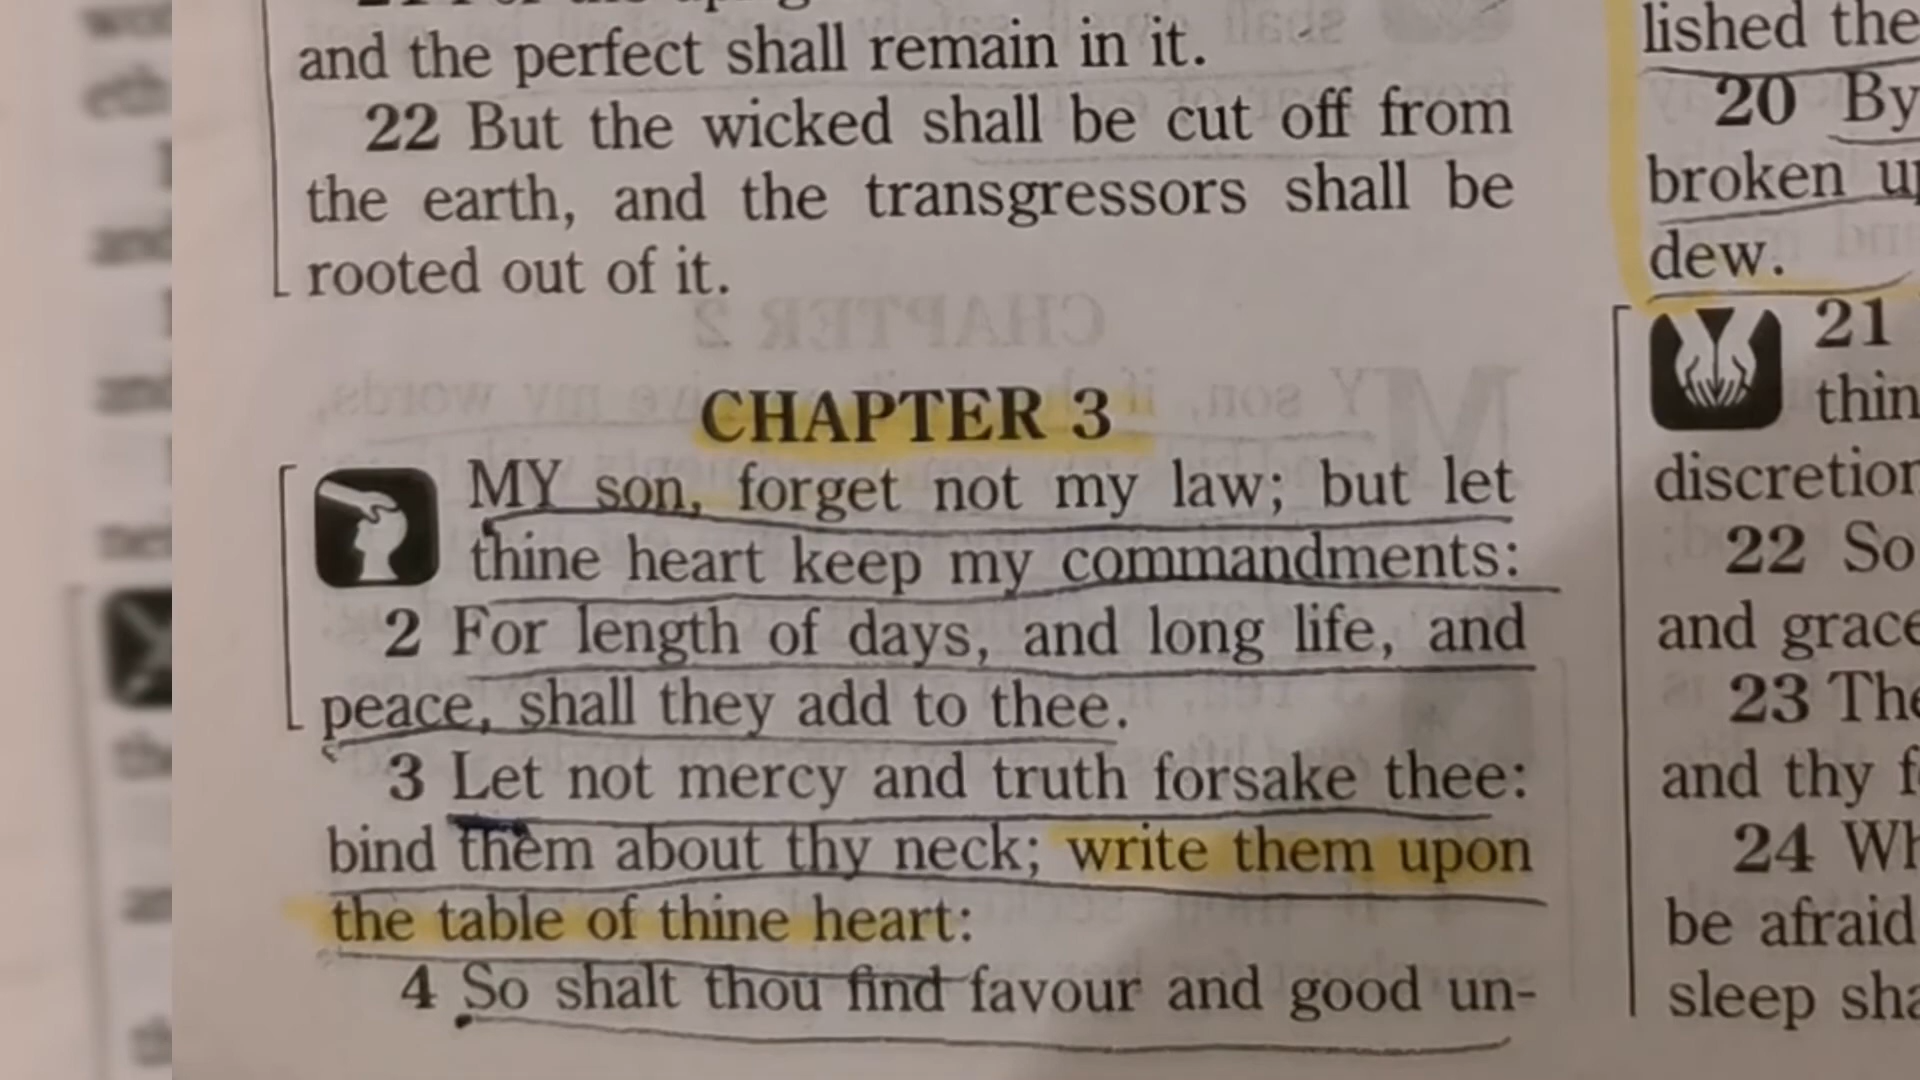 and the perfect shall remain in it.
22 But the wicked shall be cut off from
the earth, and the transgressors shall be
rooted out of it.
CHAPTER 3
MY son, forget not my law; but let
thine heart keep my commandments:
2 For length of days, and long life, and
peace, shall they add to thee.
3 Let not mercy and truth forsake thee:
bind them about thy neck; write them upon
the table of thine heart:
4 So shalt thou find favour and good un-
lished the
20 By
broken up
dew.
21
thin
discretion
22 So
and grace
23 The
and thy f
24 Wh
be afraid
sleep sha